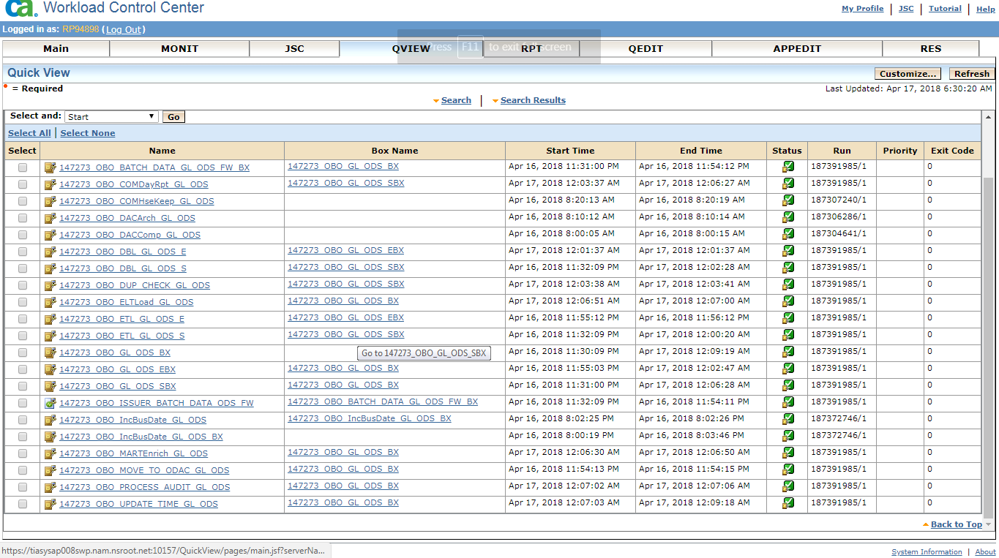 ca. Workload Control Center
My Profile | JSC | Tutorial | Help
Logged in as: RP94898 (Log Out)
Main MONIT JSC QVIEW RPT QEDIT APPEDIT RES
Press F11 to exit full screen
Quick View Customize... Refresh
= Required Last Updated: Apr 17, 2018 6:30:20 AM
Search | Search Results
Select and: Start Go
Select All | Select None
Select Name Box Name Start Time End Time Status Run Priority Exit Code
147273_OBO_BATCH_DATA_GL_ODS_FW_BX 147273_OBO_GL_ODS_BX Apr 16, 2018 11:31:00 PM Apr 16, 2018 11:54:12 PM 187391985/1 0
147273_OBO_COMDayRpt_GL_ODS 147273_OBO_GL_ODS_SBX Apr 17, 2018 12:03:37 AM Apr 17, 2018 12:06:27 AM 187391985/1 0
147273_OBO_COMHseKeep_GL_ODS Apr 16, 2018 8:20:13 AM Apr 16, 2018 8:20:19 AM 187307240/1 0
147273_OBO_DACArch_GL_ODS Apr 16, 2018 8:10:12 AM Apr 16, 2018 8:10:14 AM 187306286/1 0
147273_OBO_DACComp_GL_ODS Apr 16, 2018 8:00:05 AM Apr 16, 2018 8:00:15 AM 187304641/1 0
147273_OBO_DBL_GL_ODS_E 147273_OBO_GL_ODS_EBX Apr 17, 2018 12:01:37 AM Apr 17, 2018 12:01:37 AM 187391985/1 0
147273_OBO_DBL_GL_ODS_S 147273_OBO_GL_ODS_SBX Apr 16, 2018 11:32:09 PM Apr 17, 2018 12:02:28 AM 187391985/1 0
147273_OBO_DUP_CHECK_GL_ODS 147273_OBO_GL_ODS_SBX Apr 17, 2018 12:03:38 AM Apr 17, 2018 12:03:41 AM 187391985/1 0
147273_OBO_ELTLoad_GL_ODS 147273_OBO_GL_ODS_BX Apr 17, 2018 12:06:51 AM Apr 17, 2018 12:07:00 AM 187391985/1 0
147273_OBO_ETL_GL_ODS_E 147273_OBO_GL_ODS_EBX Apr 16, 2018 11:55:12 PM Apr 16, 2018 11:56:12 PM 187391985/1 0
147273_OBO_ETL_GL_ODS_S 147273_OBO_GL_ODS_SBX Apr 16, 2018 11:32:09 PM Apr 17, 2018 12:00:20 AM 187391985/1 0
147273_OBO_GL_ODS_BX Apr 16, 2018 11:30:09 PM Apr 17, 2018 12:09:19 AM 187391985/1 0
Go to 147273_OBO_GL_ODS_SBX
147273_OBO_GL_ODS_EBX 147273_OBO_GL_ODS_BX Apr 16, 2018 11:55:03 PM Apr 17, 2018 12:02:47 AM 187391985/1 0
147273_OBO_GL_ODS_SBX 147273_OBO_GL_ODS_BX Apr 16, 2018 11:31:00 PM Apr 17, 2018 12:06:28 AM 187391985/1 0
147273_OBO_ISSUER_BATCH_DATA_ODS_FW 147273_OBO_BATCH_DATA_GL_ODS_FW_BX Apr 16, 2018 11:32:09 PM Apr 16, 2018 11:54:11 PM 187391985/1 0
147273_OBO_IncBusDate_GL_ODS 147273_OBO_IncBusDate_GL_ODS_BX Apr 16, 2018 8:02:25 PM Apr 16, 2018 8:02:26 PM 187372746/1 0
147273_OBO_IncBusDate_GL_ODS_BX Apr 16, 2018 8:00:19 PM Apr 16, 2018 8:03:46 PM 187372746/1 0
147273_OBO_MARTEnrich_GL_ODS 147273_OBO_GL_ODS_BX Apr 17, 2018 12:06:30 AM Apr 17, 2018 12:06:50 AM 187391985/1 0
147273_OBO_MOVE_TO_ODAC_GL_ODS 147273_OBO_GL_ODS_BX Apr 16, 2018 11:54:13 PM Apr 16, 2018 11:54:15 PM 187391985/1 0
147273_OBO_PROCESS_AUDIT_GL_ODS 147273_OBO_GL_ODS_BX Apr 17, 2018 12:07:02 AM Apr 17, 2018 12:07:06 AM 187391985/1 0
147273_OBO_UPDATE_TIME_GL_ODS 147273_OBO_GL_ODS_BX Apr 17, 2018 12:07:03 AM Apr 17, 2018 12:09:18 AM 187391985/1 0
Back to Top
https://tiasysap008swp.nam.nsroot.net:10157/QuickView/pages/main.jsf?serverNa...
System Information | About